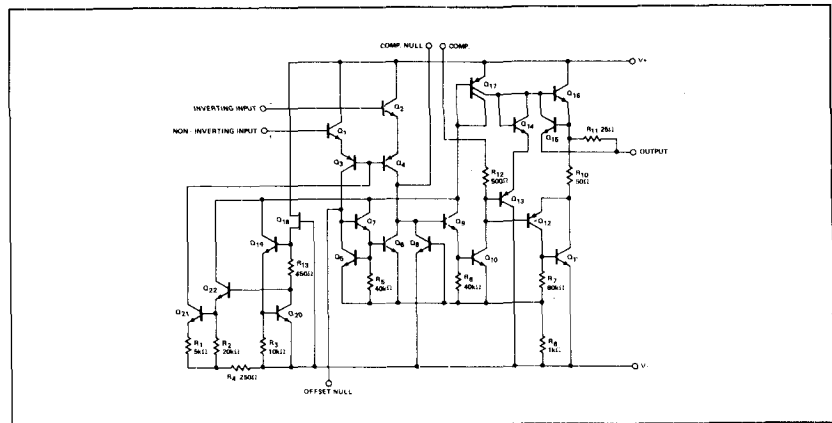 COMP. NULL
COMP.
V+
Q17
Q16
INVERTING INPUT
Q2
Q14
NON-INVERTING INPUT
Q1
Q15
R11 25Ω
OUTPUT
Q3
Q4
R12
500Ω
R10
50Ω
Q13
Q18
Q7
Q9
Q12
Q19
Q5
Q6
Q8
Q10
Q11
R13
450Ω
R5
40kΩ
R6
40kΩ
R7
80kΩ
Q22
Q21
Q20
R1
5kΩ
R2
20kΩ
R3
10kΩ
R8
1kΩ
R4 250Ω
V-
OFFSET NULL